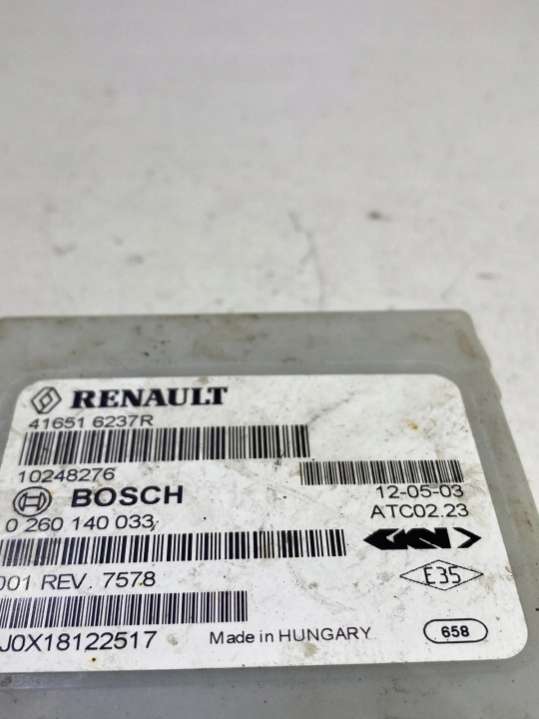 RENAULT
41651 6237R
10248276
BOSCH
12-05-03
0 260 140 033
ATC02.23
GKN
001 REV. 7578
E35
J0X18122517
Made in HUNGARY
658